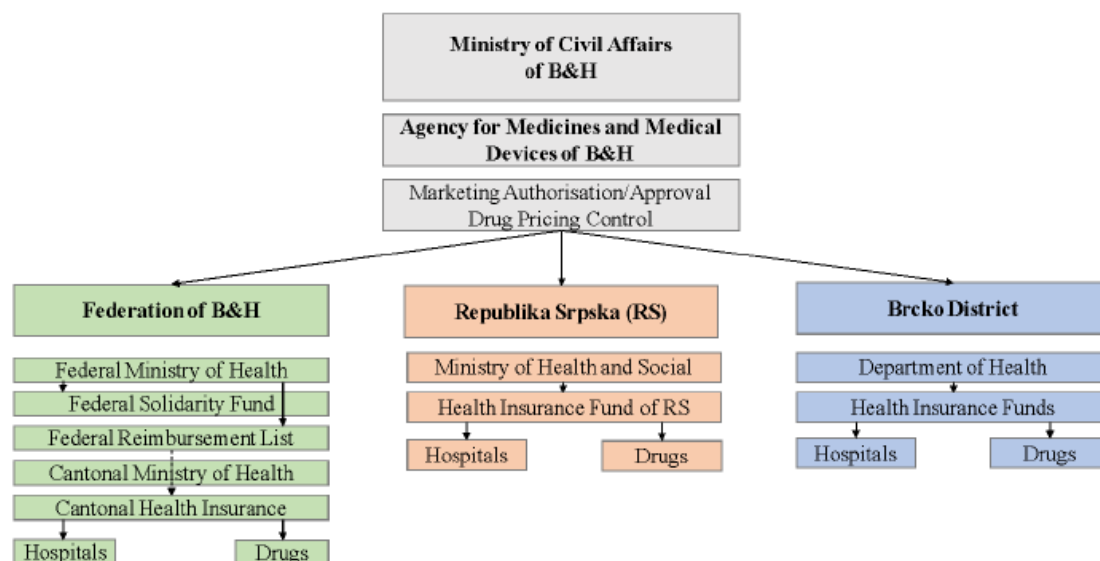 Ministry of Civil Affairs
of B&H
Agency for Medicines and Medical
Devices of B&H
Marketing Authorisation/Approval
Drug Pricing Control
Federation of B&H
Federal Ministry of Health
Federal Solidarity Fund
Federal Reimbursement List
Cantonal Ministry of Health
Cantonal Health Insurance
Hospitals
Drugs
Republika Srpska (RS)
Ministry of Health and Social
Health Insurance Fund of RS
Hospitals
Drugs
Brcko District
Department of Health
Health Insurance Funds
Hospitals
Drugs